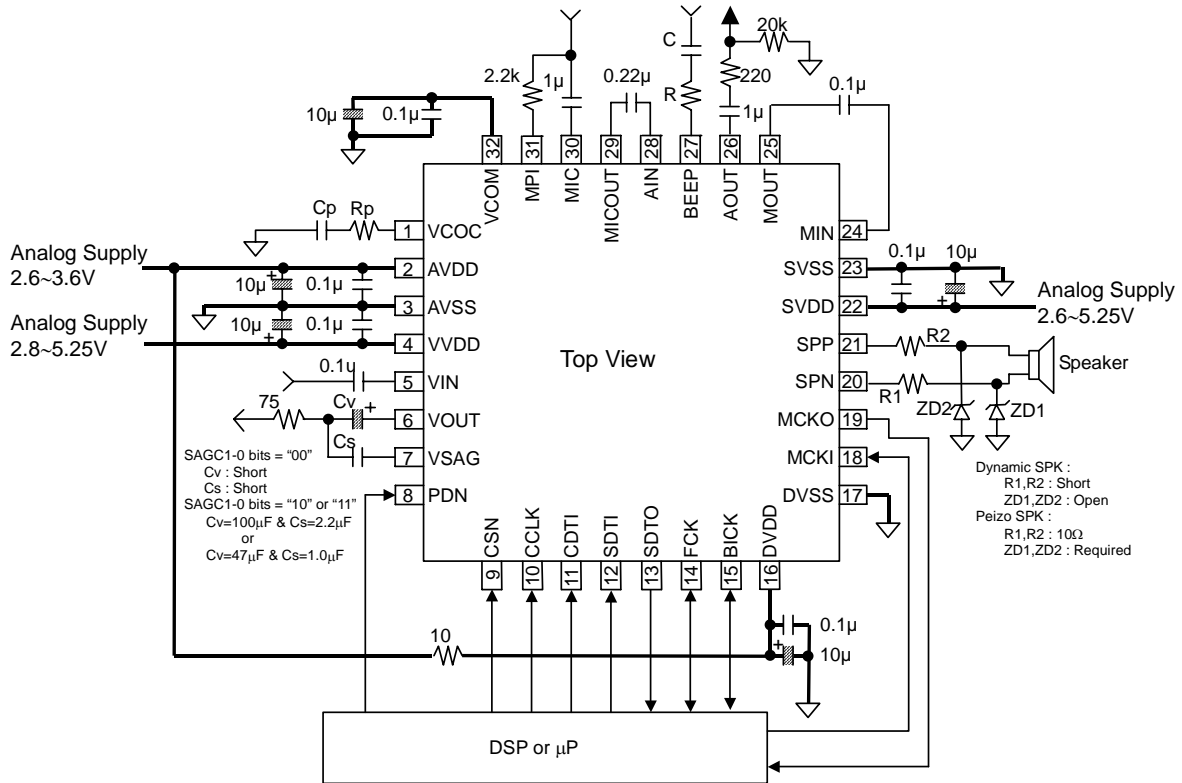 20k
C
2.2k
1µ
0.22µ
R
220
1µ
0.1µ
10µ
0.1µ
32
31
30
29
28
27
26
25
VCOM
MPI
MIC
MICOUT
AIN
BEEP
AOUT
MOUT
Cp
Rp
1
VCOC
MIN
24
Analog Supply
2.6~3.6V
2
AVDD
10µ
+
0.1µ
3
AVSS
10µ
+
0.1µ
Analog Supply
2.8~5.25V
4
VVDD
0.1µ
10µ
+
SVSS
23
SVDD
22
Analog Supply
2.6~5.25V
Top View
SPP
21
R2
Speaker
SPN
20
R1
ZD2
ZD1
0.1u
5
VIN
75
Cv
+
6
VOUT
MCKO
19
Cs
7
VSAG
MCKI
18
8
PDN
DVSS
17
SAGC1-0 bits = “00”
Cv : Short
Cs : Short
SAGC1-0 bits = “10” or “11”
Cv=100µF & Cs=2.2µF
or
Cv=47µF & Cs=1.0µF
Dynamic SPK :
R1,R2 : Short
ZD1,ZD2 : Open
Peizo SPK :
R1,R2 : 10Ω
ZD1,ZD2 : Required
CSN
CCLK
CDTI
SDTI
SDTO
FCK
BICK
DVDD
9
10
11
12
13
14
15
16
10
0.1µ
+
10µ
DSP or µP